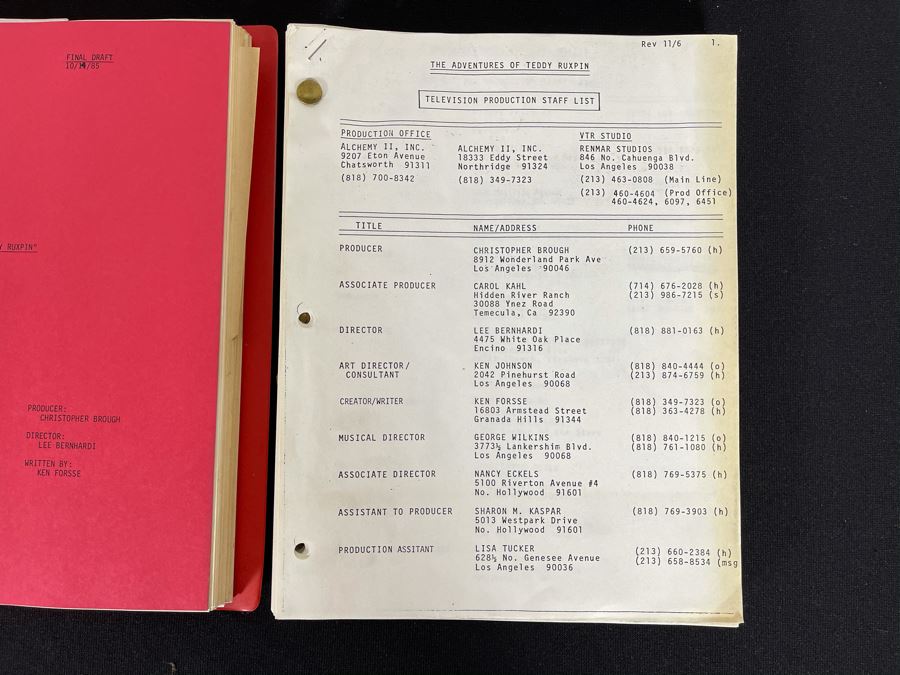 FINAL DRAFT
10/14/85
Y RUXPIN"
PRODUCER:
CHRISTOPHER BROUGH
DIRECTOR:
LEE BERNHARDI
WRITTEN BY:
KEN FORSSE
Rev 11/6 1.
THE ADVENTURES OF TEDDY RUXPIN
TELEVISION PRODUCTION STAFF LIST
PRODUCTION OFFICE VTR STUDIO
ALCHEMY II, INC. ALCHEMY II, INC. RENMAR STUDIOS
9207 Eton Avenue 18333 Eddy Street 846 No. Cahuenga Blvd.
Chatsworth 91311 Northridge 91324 Los Angeles 90038
(818) 700-8342 (818) 349-7323 (213) 463-0808 (Main Line)
(213) 460-4604 (Prod Office)
460-4624, 6097, 6451
TITLE NAME/ADDRESS PHONE
PRODUCER CHRISTOPHER BROUGH (213) 659-5760 (h)
8912 Wonderland Park Ave
Los Angeles 90046
ASSOCIATE PRODUCER CAROL KAHL (714) 676-2028 (h)
Hidden River Ranch (213) 986-7215 (s)
30088 Ynez Road
Temecula, Ca 92390
DIRECTOR LEE BERNHARDI (818) 881-0163 (h)
4475 White Oak Place
Encino 91316
ART DIRECTOR/ KEN JOHNSON (818) 840-4444 (o)
CONSULTANT 2042 Pinehurst Road (213) 874-6759 (h)
Los Angeles 90068
CREATOR/WRITER KEN FORSSE (818) 349-7323 (o)
16803 Armstead Street (818) 363-4278 (h)
Granada Hills 91344
MUSICAL DIRECTOR GEORGE WILKINS (818) 840-1215 (o)
3773½ Lankershim Blvd. (818) 761-1080 (h)
Los Angeles 90068
ASSOCIATE DIRECTOR NANCY ECKELS (818) 769-5375 (h)
5100 Riverton Avenue #4
No. Hollywood 91601
ASSISTANT TO PRODUCER SHARON M. KASPAR (818) 769-3903 (h)
5013 Westpark Drive
No. Hollywood 91601
PRODUCTION ASSITANT LISA TUCKER (213) 660-2384 (h)
628½ No. Genesee Avenue (213) 658-8534 (msg
Los Angeles 90036